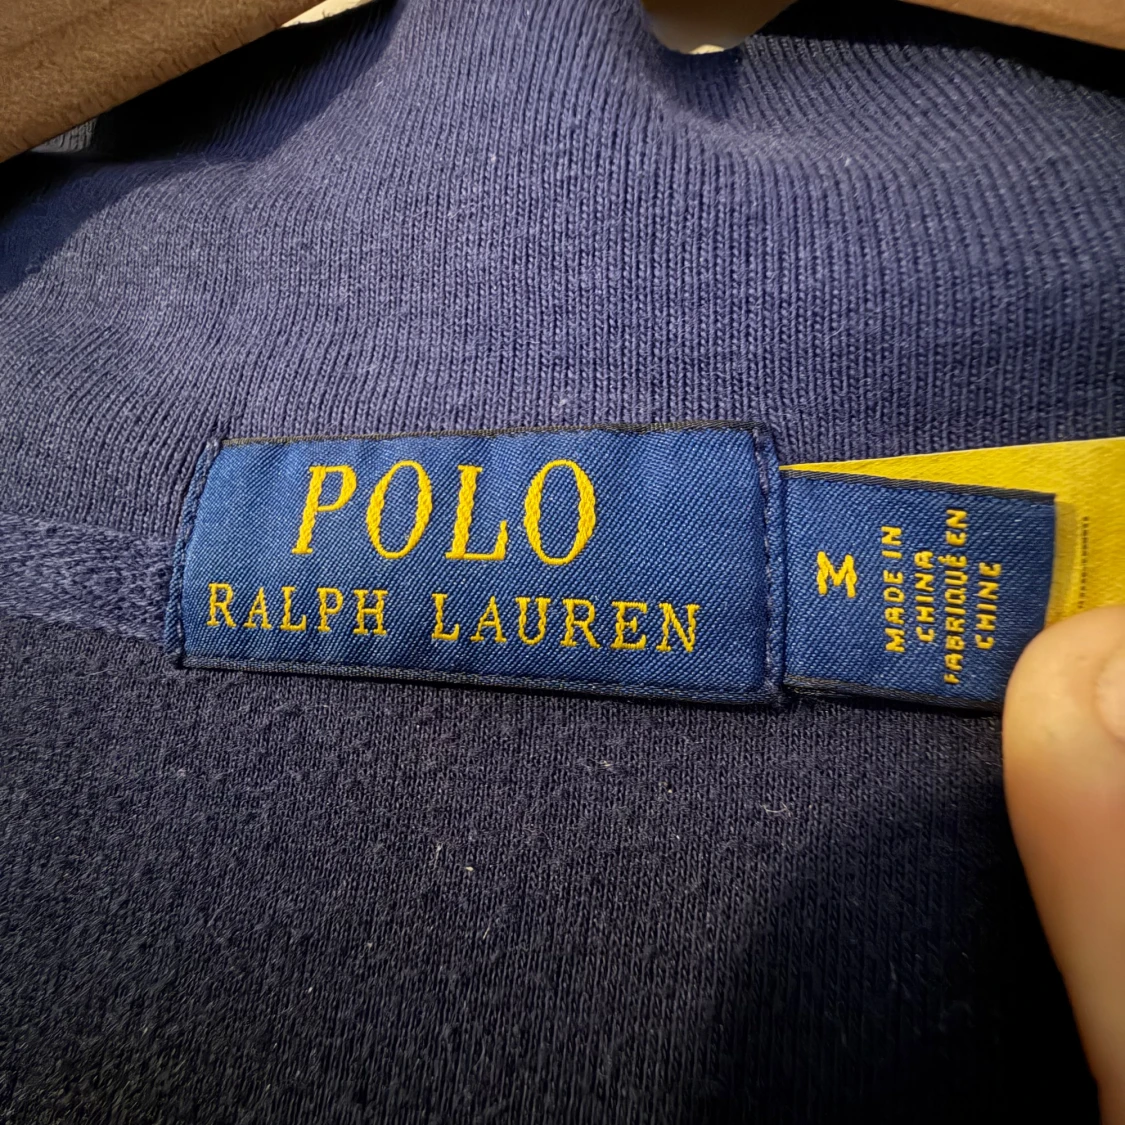 POLO
RALPH LAUREN
M
MADE IN
CHINA
FABRIQUÉ EN
CHINE